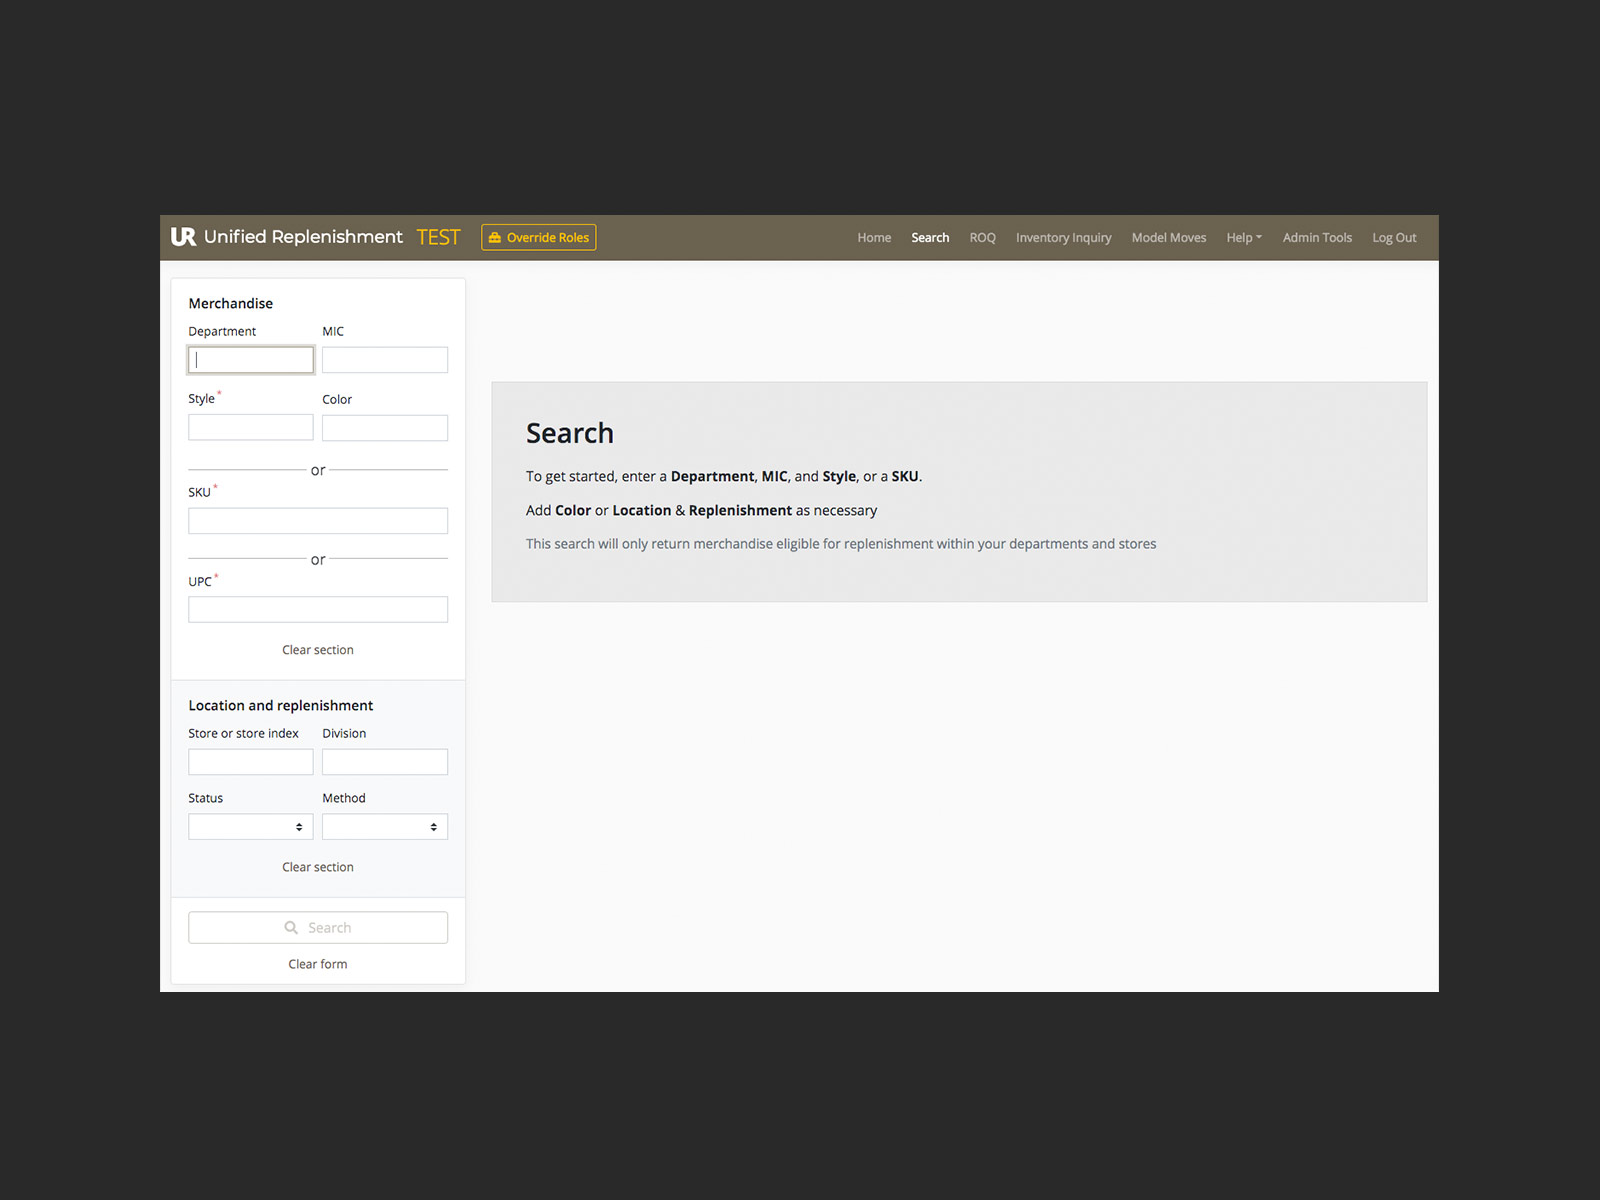 UR Unified Replenishment TEST Override Roles Home Search ROQ Inventory Inquiry Model Moves Help Admin Tools Log Out
Merchandise
Department MIC
Style* Color
or
SKU*
or
UPC*
Clear section
Location and replenishment
Store or store index Division
Status Method
Clear section
Search
Clear form
Search
To get started, enter a Department, MIC, and Style, or a SKU.
Add Color or Location & Replenishment as necessary
This search will only return merchandise eligible for replenishment within your departments and stores